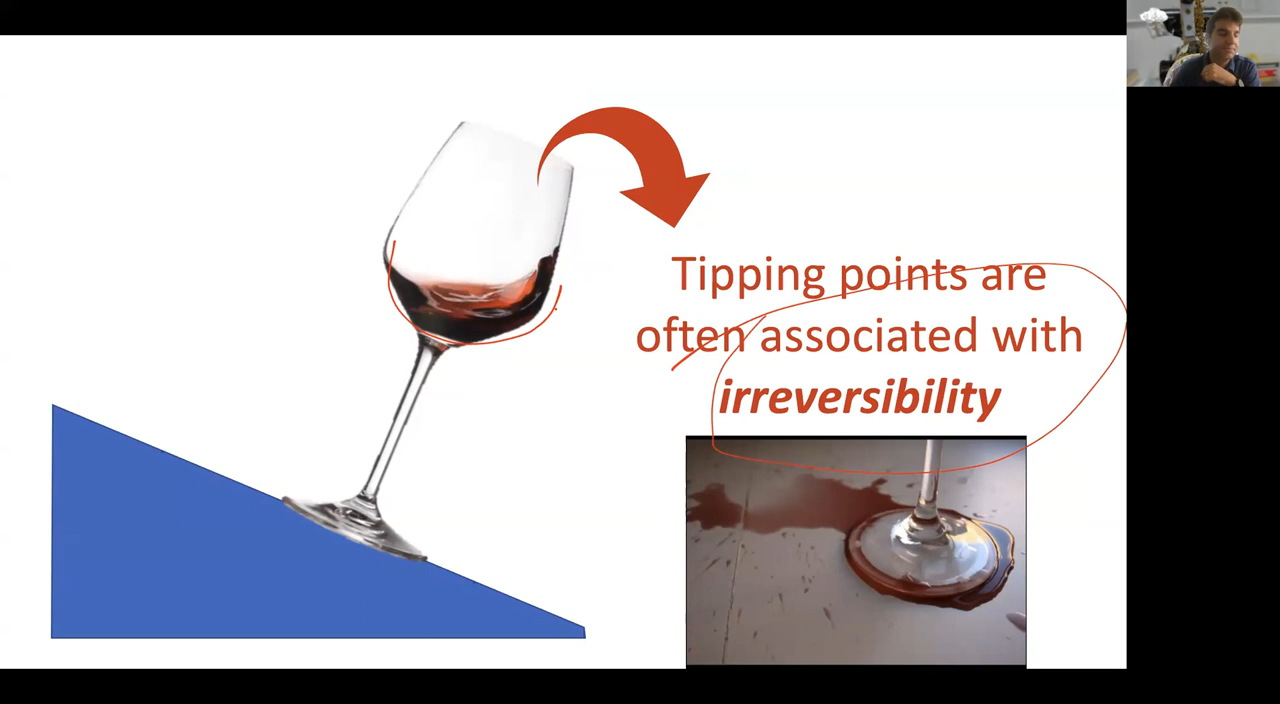 Tipping points are
often associated with
irreversibility